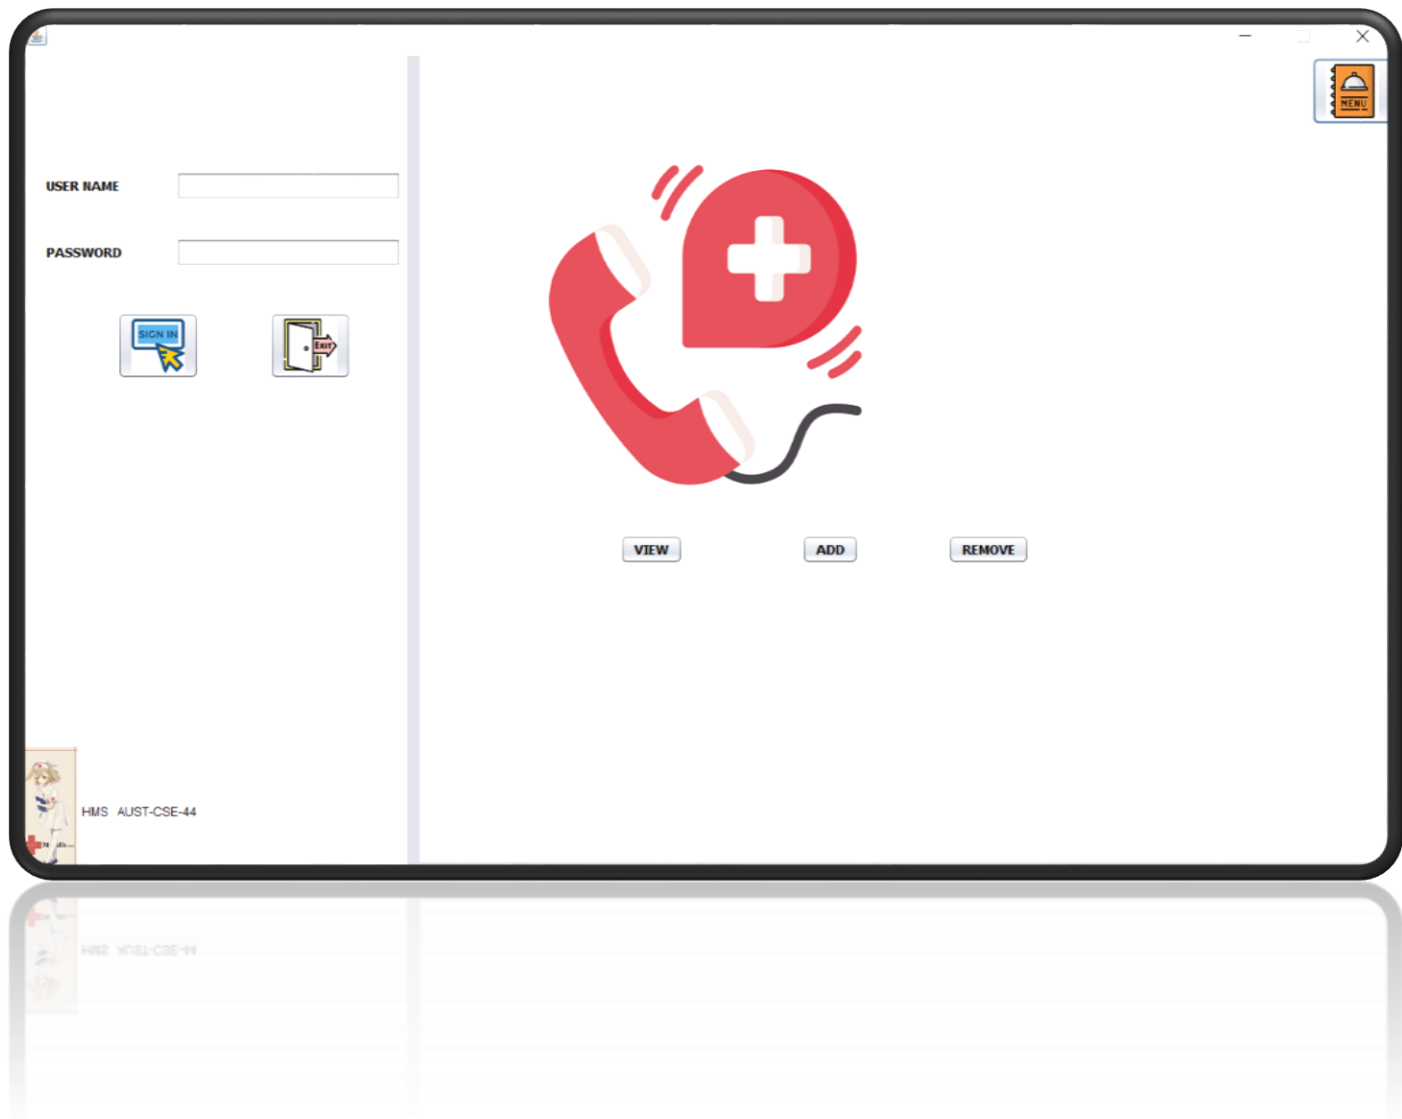 MENU
USER NAME
PASSWORD
SIGN IN
EXIT
VIEW
ADD
REMOVE
HMS AUST-CSE-44